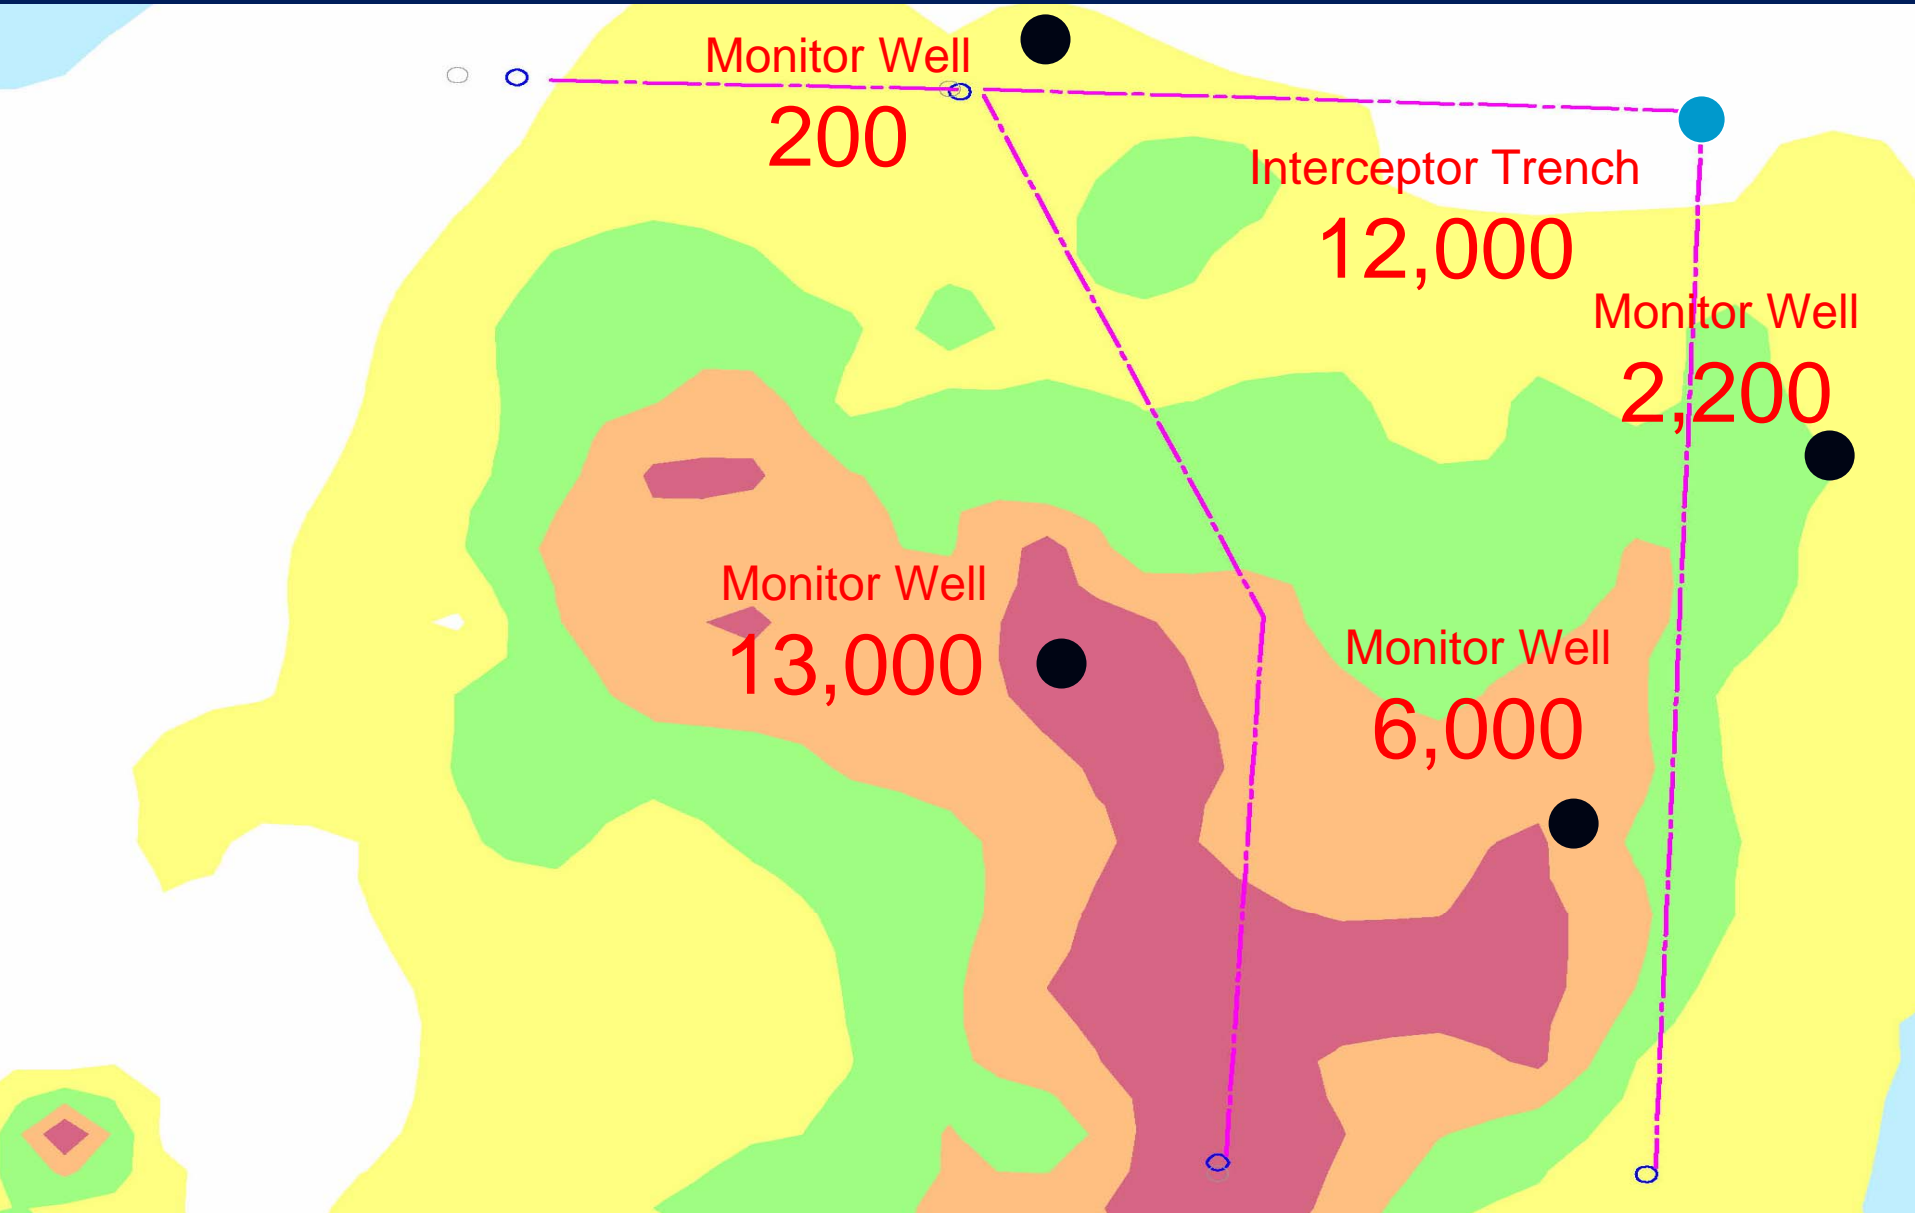 Monitor Well
200
Interceptor Trench
12,000
Monitor Well
2,200
Monitor Well
13,000
Monitor Well
6,000